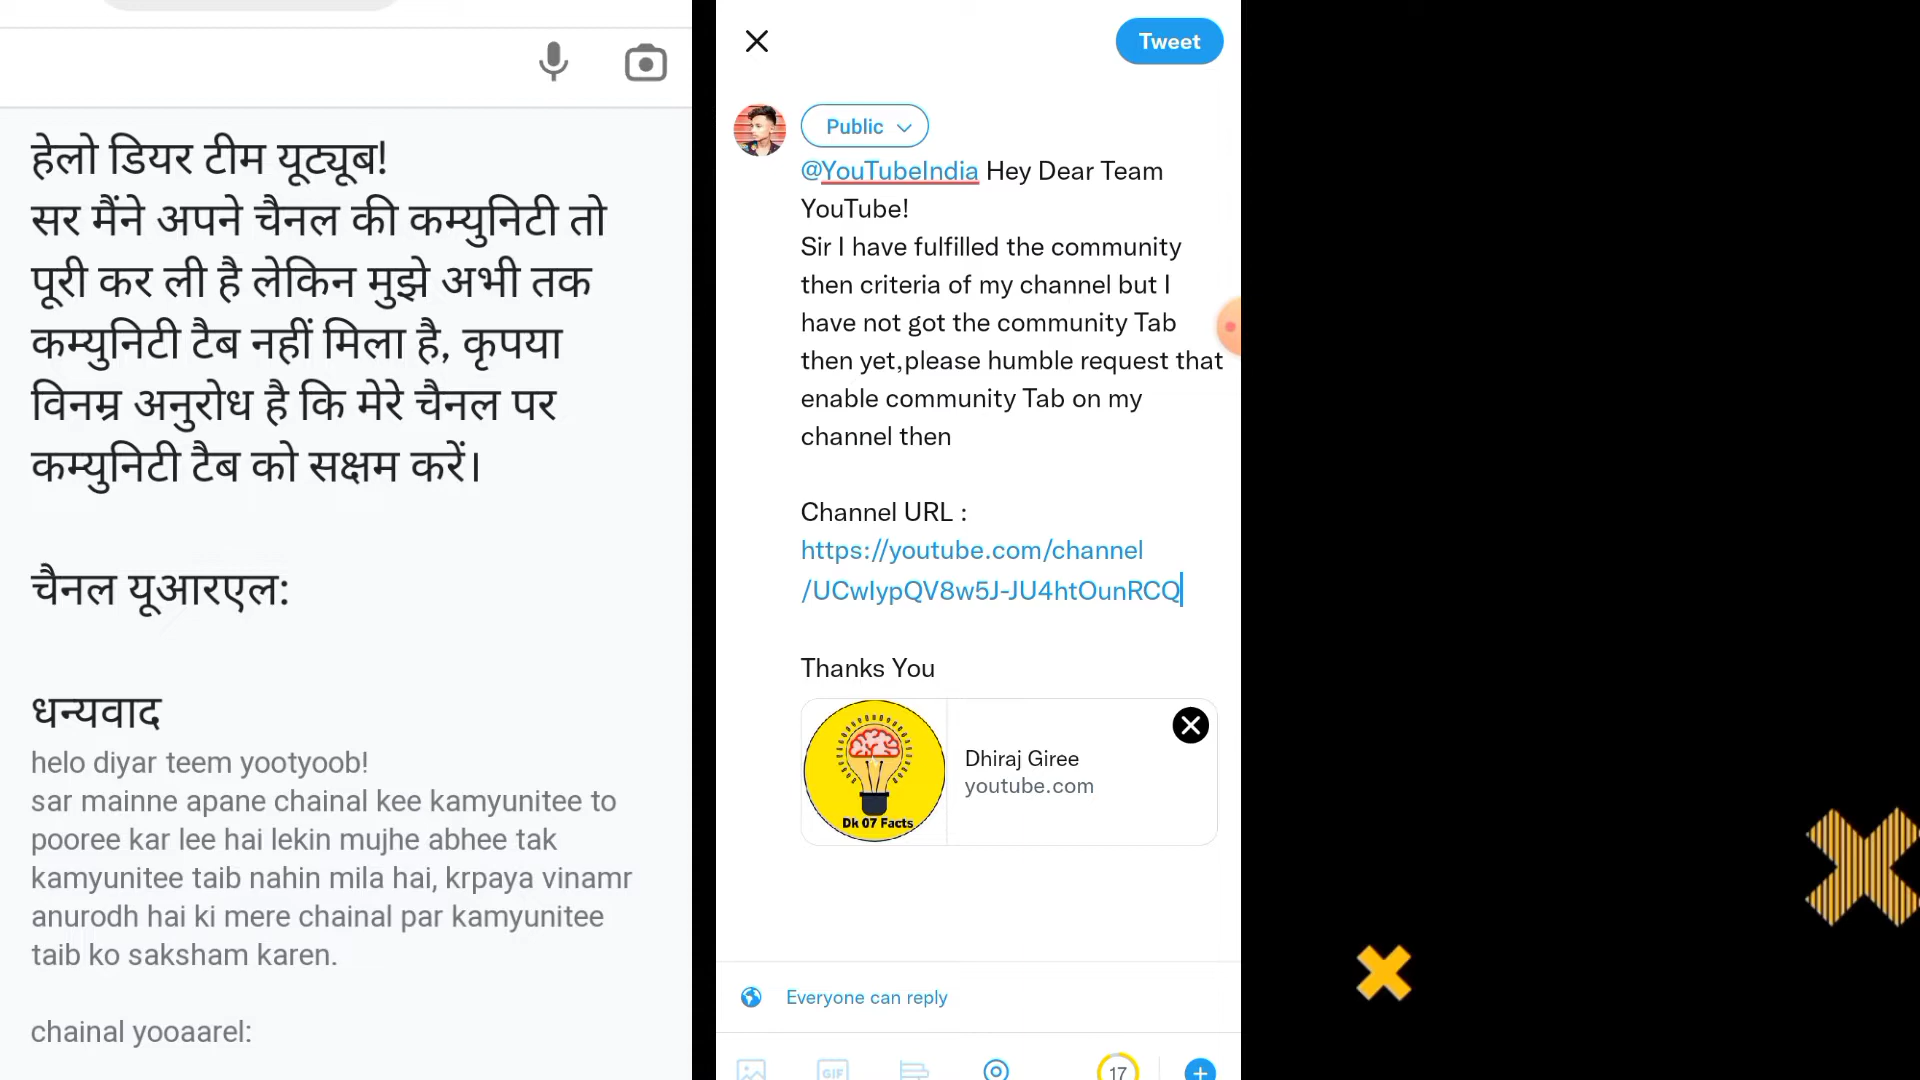 हेलो डियर टीम यूट्यूब!
सर मैंने अपने चैनल की कम्युनिटी तो
पूरी कर ली है लेकिन मुझे अभी तक
कम्युनिटी टैब नहीं मिला है, कृपया
विनम्र अनुरोध है कि मेरे चैनल पर
कम्युनिटी टैब को सक्षम करें।
चैनल यूआरएल:
धन्यवाद
helo diyar teem yootyoob!
sar mainne apane chainal kee kamyunitee to
pooree kar lee hai lekin mujhe abhee tak
kamyunitee taib nahin mila hai, krpaya vinamr
anurodh hai ki mere chainal par kamyunitee
taib ko saksham karen.
chainal yooaarel:
Tweet
Public
@YouTubeIndia Hey Dear Team
YouTube!
Sir I have fulfilled the community
then criteria of my channel but I
have not got the community Tab
then yet,please humble request that
enable community Tab on my
channel then
Channel URL :
https://youtube.com/channel
/UCwIypQV8w5J-JU4htOunRCQ
Thanks You
Dk 07 Facts
Dhiraj Giree
youtube.com
Everyone can reply
GIF
17